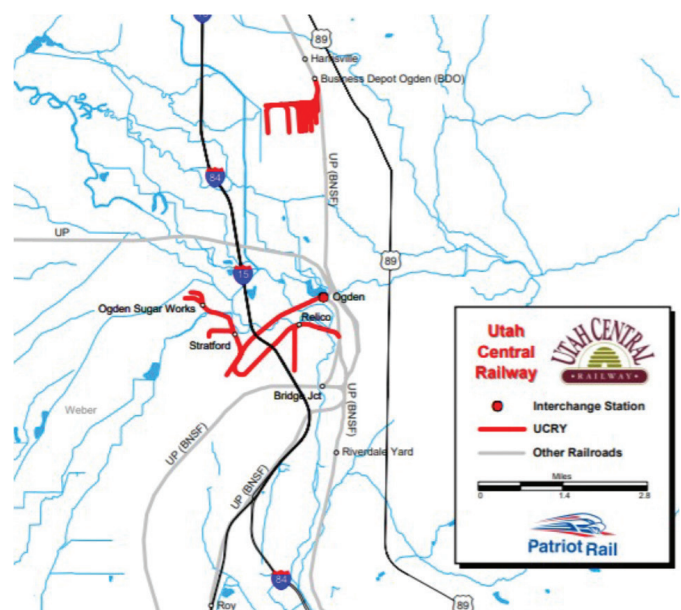 89
Harrisville
Business Depot Ogden (BDO)
UP (BNSF)
84
UP
89
15
Ogden
Ogden Sugar Works
Relico
Stratford
Bridge Jct
Weber
UP (BNSF)
UP (BNSF)
Riverdale Yard
UP (BNSF)
84
Roy
89
Utah
Central
Railway
UTAH CENTRAL
RAILWAY
Interchange Station
UCRY
Other Railroads
Miles
0 1.4 2.8
Patriot Rail